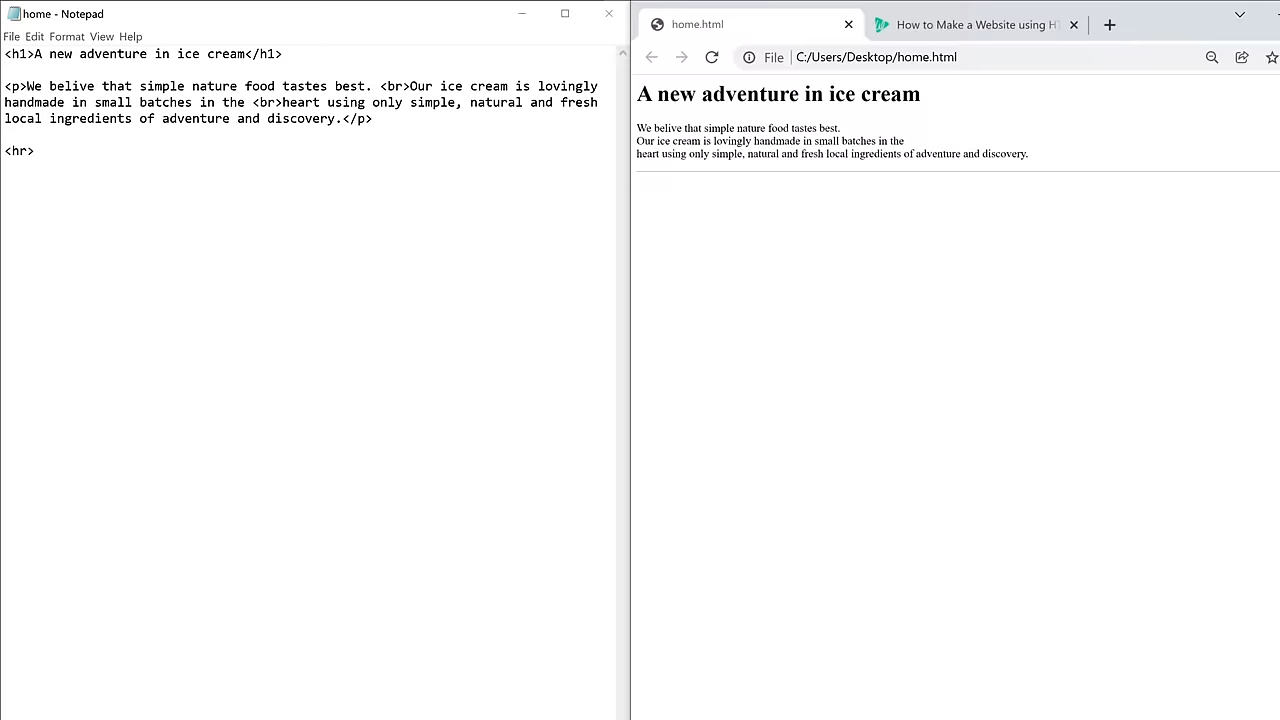 home - Notepad
File Edit Format View Help
<h1>A new adventure in ice cream</h1>
<p>We belive that simple nature food tastes best. <br>Our ice cream is lovingly
handmade in small batches in the <br>heart using only simple, natural and fresh
local ingredients of adventure and discovery.</p>
<hr>
home.html
How to Make a Website using HT
File C:/Users/Desktop/home.html
A new adventure in ice cream
We belive that simple nature food tastes best.
Our ice cream is lovingly handmade in small batches in the
heart using only simple, natural and fresh local ingredients of adventure and discovery.